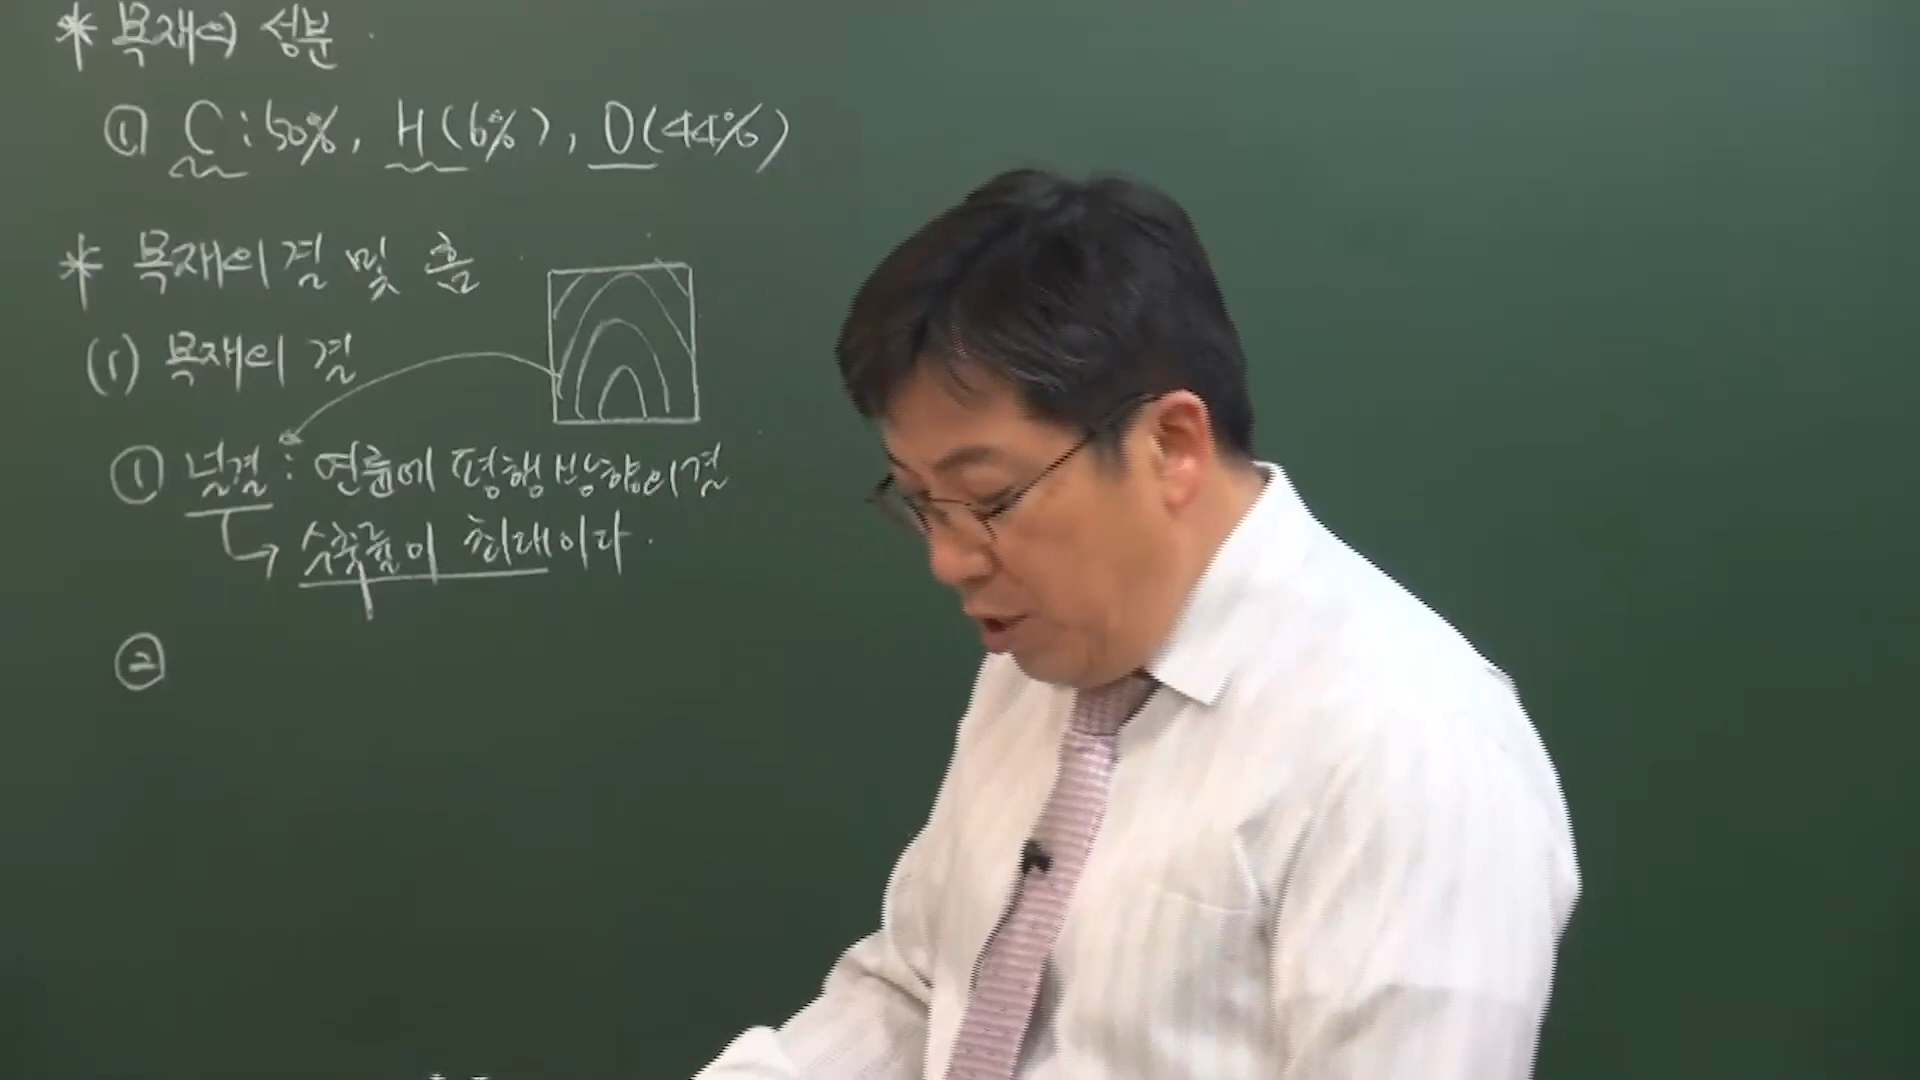 * 목재의 성분
① C : 50%, H(6%), O(44%)
* 목재의 결 및 흠
(1) 목재의 결
① 널결 : 연륜에 평행방향의 결
수축률이 최대이다.
②